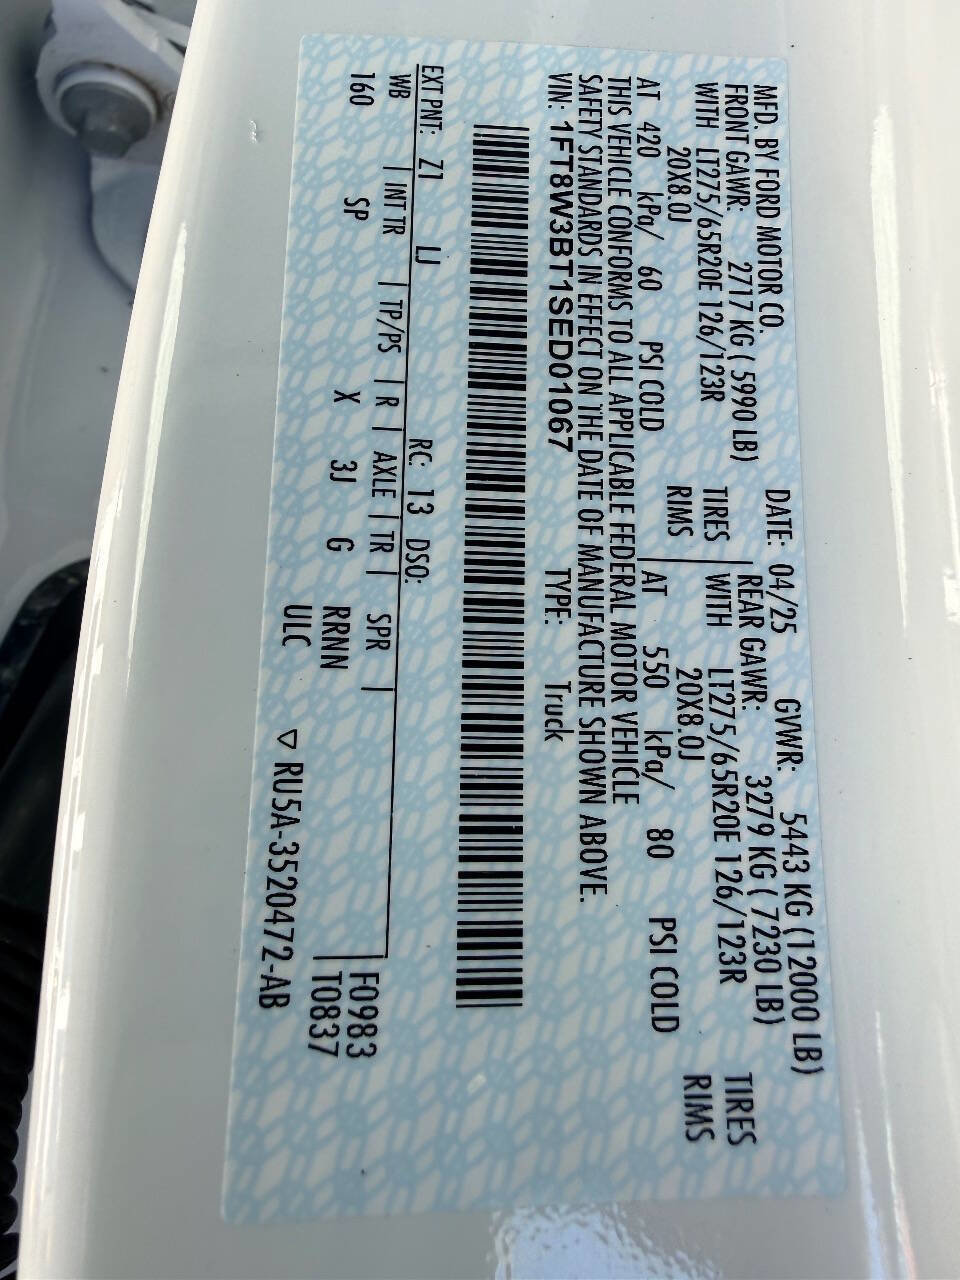 MFD. BY FORD MOTOR CO.
DATE: 04/25 GVWR: 5443 KG (12000 LB)
FRONT GAWR: 2717 KG ( 5990 LB) REAR GAWR: 3279 KG ( 7230 LB)
WITH LT275/65R20E 126/123R TIRES WITH LT275/65R20E 126/123R TIRES
20X8.0J RIMS 20X8.0J RIMS
AT 420 kPa/ 60 PSI COLD AT 550 kPa/ 80 PSI COLD
THIS VEHICLE CONFORMS TO ALL APPLICABLE FEDERAL MOTOR VEHICLE
SAFETY STANDARDS IN EFFECT ON THE DATE OF MANUFACTURE SHOWN ABOVE.
VIN: 1FT8W3BT1SED01067 TYPE: Truck
EXT PNT: Z1 LJ RC: 13 DSO:
WB INT TR TP/PS R AXLE TR SPR
160 SP X 3J G RRNN F0983
ULC T0837
▽ RU5A-3520472-AB